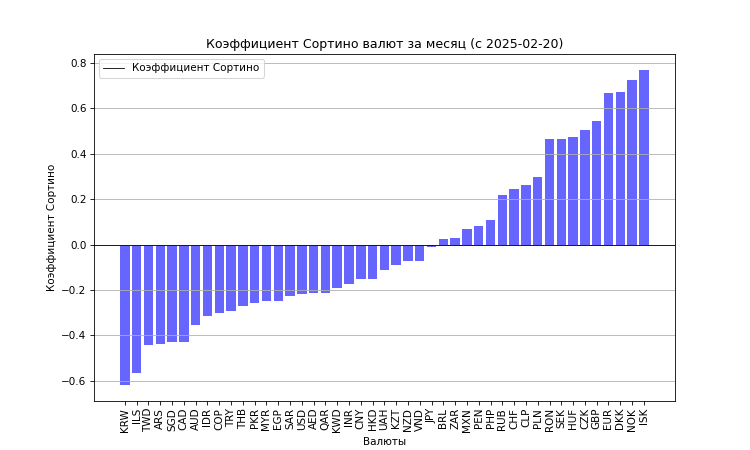 Коэффициент Сортино валют за месяц (с 2025-02-20)
Коэффициент Сортино
Коэффициент Сортино
0.8
0.6
0.4
0.2
0.0
−0.2
−0.4
−0.6
KRW ILS TWD ARS SGD CAD AUD IDR COP TRY THB PKR MYR EGP SAR USD AED QAR KWD INR CNY HKD UAH KZT NZD VND JPY BRL ZAR MXN PEN PHP RUB CHF CLP PLN RON SEK HUF CZK GBP EUR DKK NOK ISK
Валюты